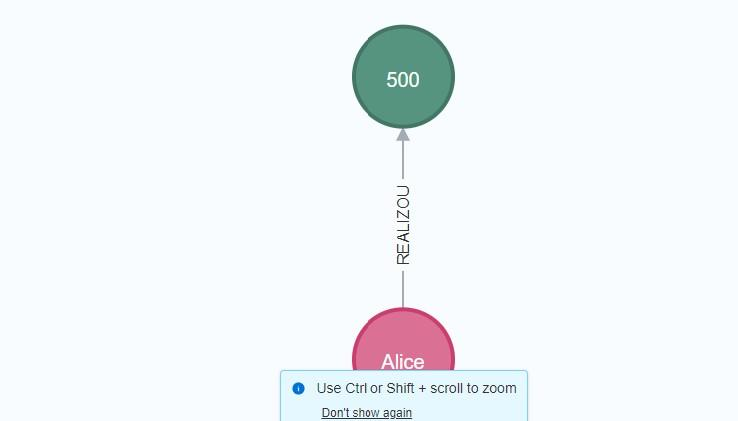 500
REALIZOU
Alice
Use Ctrl or Shift + scroll to zoom
Don't show again